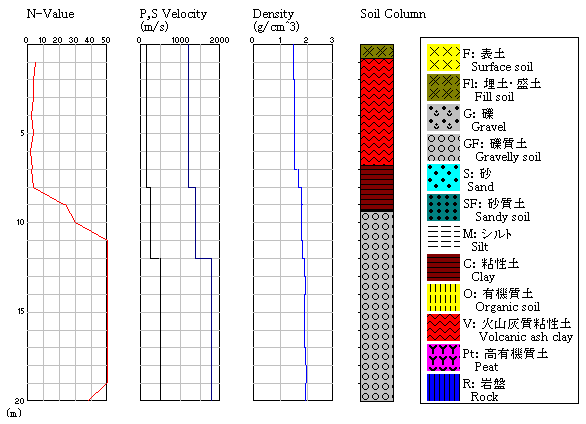 N-Value P,S Velocity Density Soil Column
(m/s) (g/cm^3)
0 10 20 30 40 50 0 1000 2000 0 1 2 3
5
10
15
20
(m)
F: 表土
Surface soil
Fl: 埋土・盛土
Fill soil
G: 礫
Gravel
GF: 礫質土
Gravelly soil
S: 砂
Sand
SF: 砂質土
Sandy soil
M: シルト
Silt
C: 粘性土
Clay
O: 有機質土
Organic soil
V: 火山灰質粘性土
Volcanic ash clay
Pt: 高有機質土
Peat
R: 岩盤
Rock